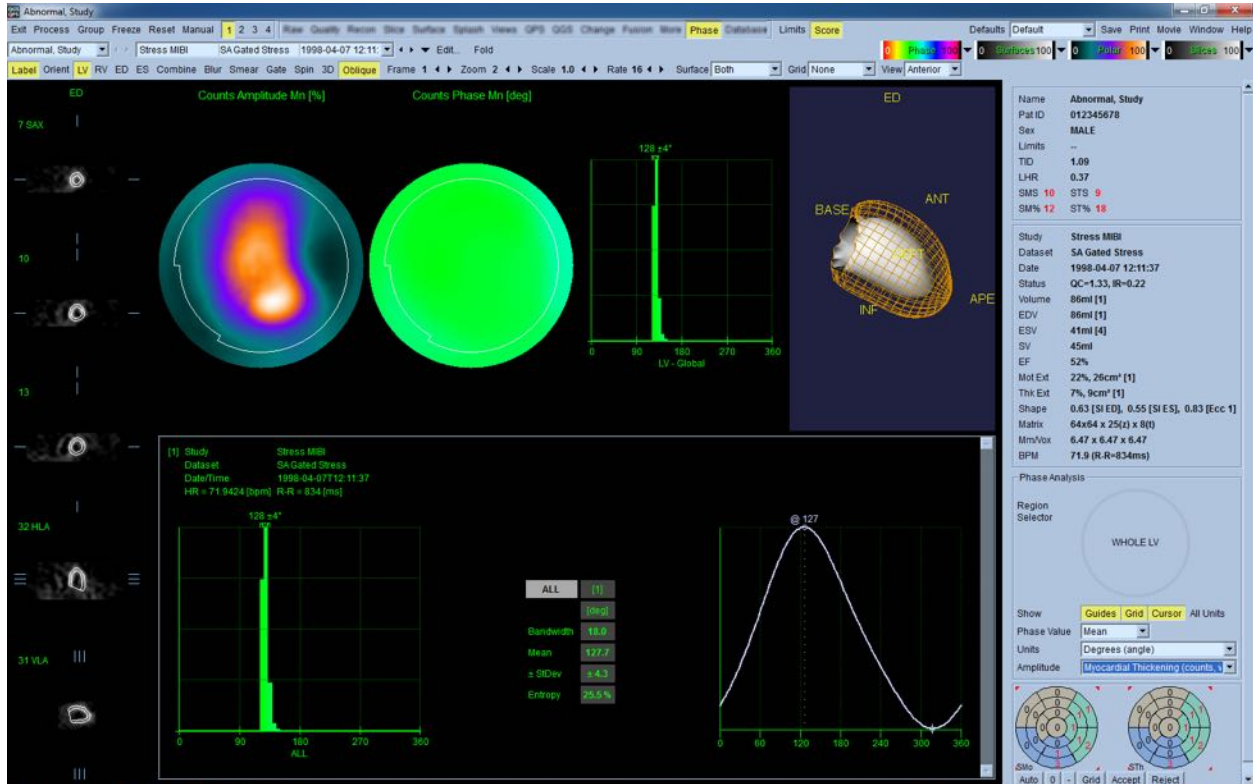 Abnormal, Study
Exit Process Group Freeze Reset Manual 1 2 3 4 Raw Quality Recon Slice Surface Splash Views QPS QGS Change Fusion More Phase Database Limits Score Defaults Default Save Print Movie Window Help
Abnormal, Study Stress MIBI SA Gated Stress 1998-04-07 12:11: Edit... Fold 0 Phase 100 0 Surfaces 100 0 Polar 100 0 Slices 100
Label Orient LV RV ED ES Combine Blur Smear Gate Spin 3D Oblique Frame 1 Zoom 2 Scale 1.0 Rate 16 Surface Both Grid None View Anterior
ED
7 SAX
10
13
32 HLA
31 VLA
Counts Amplitude Mn [%]
Counts Phase Mn [deg]
128 ±4°
0 90 180 270 360
LV - Global
ED
BASE
ANT
INF
APE
[1] Study Stress MIBI
Dataset SA Gated Stress
Date/Time 1998-04-07T12:11:37
HR = 71.9424 [bpm] R-R = 834 [ms]
128 ±4°
0 90 180 270 360
ALL
ALL [1]
[deg]
Bandwidth 18.0
Mean 127.7
± StDev ± 4.3
Entropy 25.5 %
@ 127
0 60 120 180 240 300 360
Name Abnormal, Study
Pat ID 012345678
Sex MALE
Limits --
TID 1.09
LHR 0.37
SMS 10 STS 9
SM% 12 ST% 18
Study Stress MIBI
Dataset SA Gated Stress
Date 1998-04-07 12:11:37
Status QC=1.33, IR=0.22
Volume 86ml [1]
EDV 86ml [1]
ESV 41ml [4]
SV 45ml
EF 52%
Mot Ext 22%, 26cm² [1]
Thk Ext 7%, 9cm² [1]
Shape 0.63 [SI ED], 0.55 [SI ES], 0.83 [Ecc 1]
Matrix 64x64 x 25(z) x 8(t)
Mm/Vox 6.47 x 6.47 x 6.47
BPM 71.9 (R-R=834ms)
Phase Analysis
Region
Selector
WHOLE LV
Show Guides Grid Cursor All Units
Phase Value Mean
Units Degrees (angle)
Amplitude Myocardial Thickening (counts, v
SMo
STh
Auto 0 - Grid Accept Reject